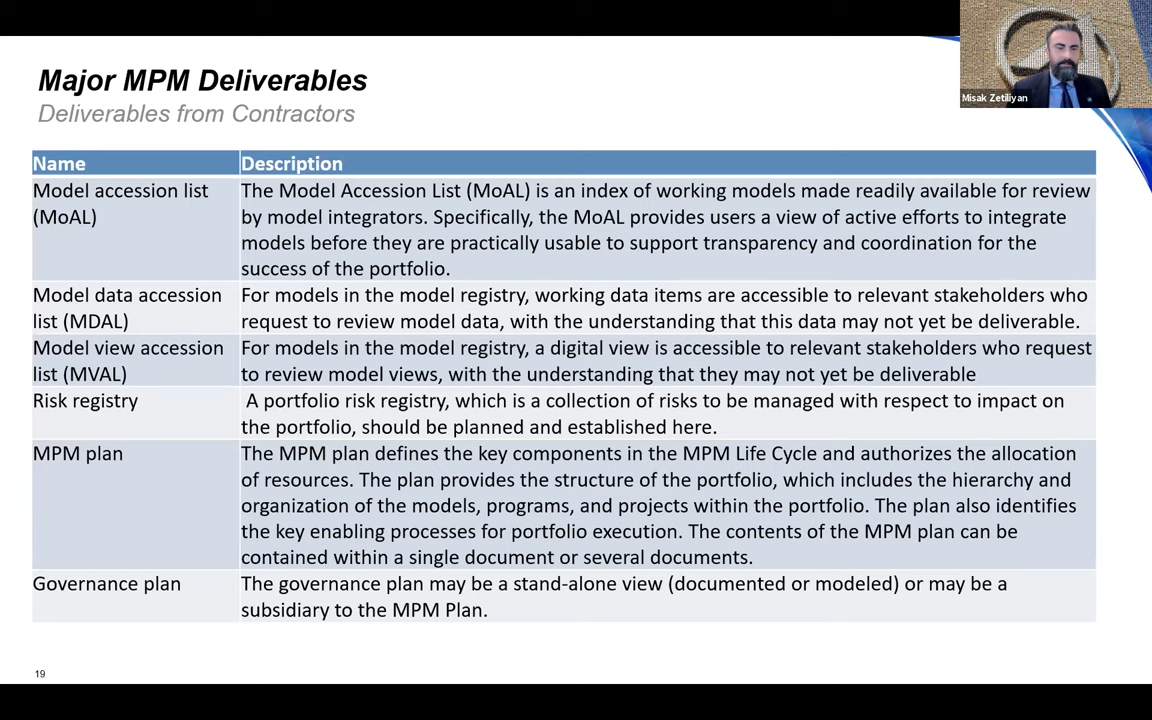 Major MPM Deliverables
Deliverables from Contractors
Misak Zetiliyan
Name Description
Model accession list
(MoAL)
The Model Accession List (MoAL) is an index of working models made readily available for review
by model integrators. Specifically, the MoAL provides users a view of active efforts to integrate
models before they are practically usable to support transparency and coordination for the
success of the portfolio.
Model data accession
list (MDAL)
For models in the model registry, working data items are accessible to relevant stakeholders who
request to review model data, with the understanding that this data may not yet be deliverable.
Model view accession
list (MVAL)
For models in the model registry, a digital view is accessible to relevant stakeholders who request
to review model views, with the understanding that they may not yet be deliverable
Risk registry
A portfolio risk registry, which is a collection of risks to be managed with respect to impact on
the portfolio, should be planned and established here.
MPM plan
The MPM plan defines the key components in the MPM Life Cycle and authorizes the allocation
of resources. The plan provides the structure of the portfolio, which includes the hierarchy and
organization of the models, programs, and projects within the portfolio. The plan also identifies
the key enabling processes for portfolio execution. The contents of the MPM plan can be
contained within a single document or several documents.
Governance plan
The governance plan may be a stand-alone view (documented or modeled) or may be a
subsidiary to the MPM Plan.
19